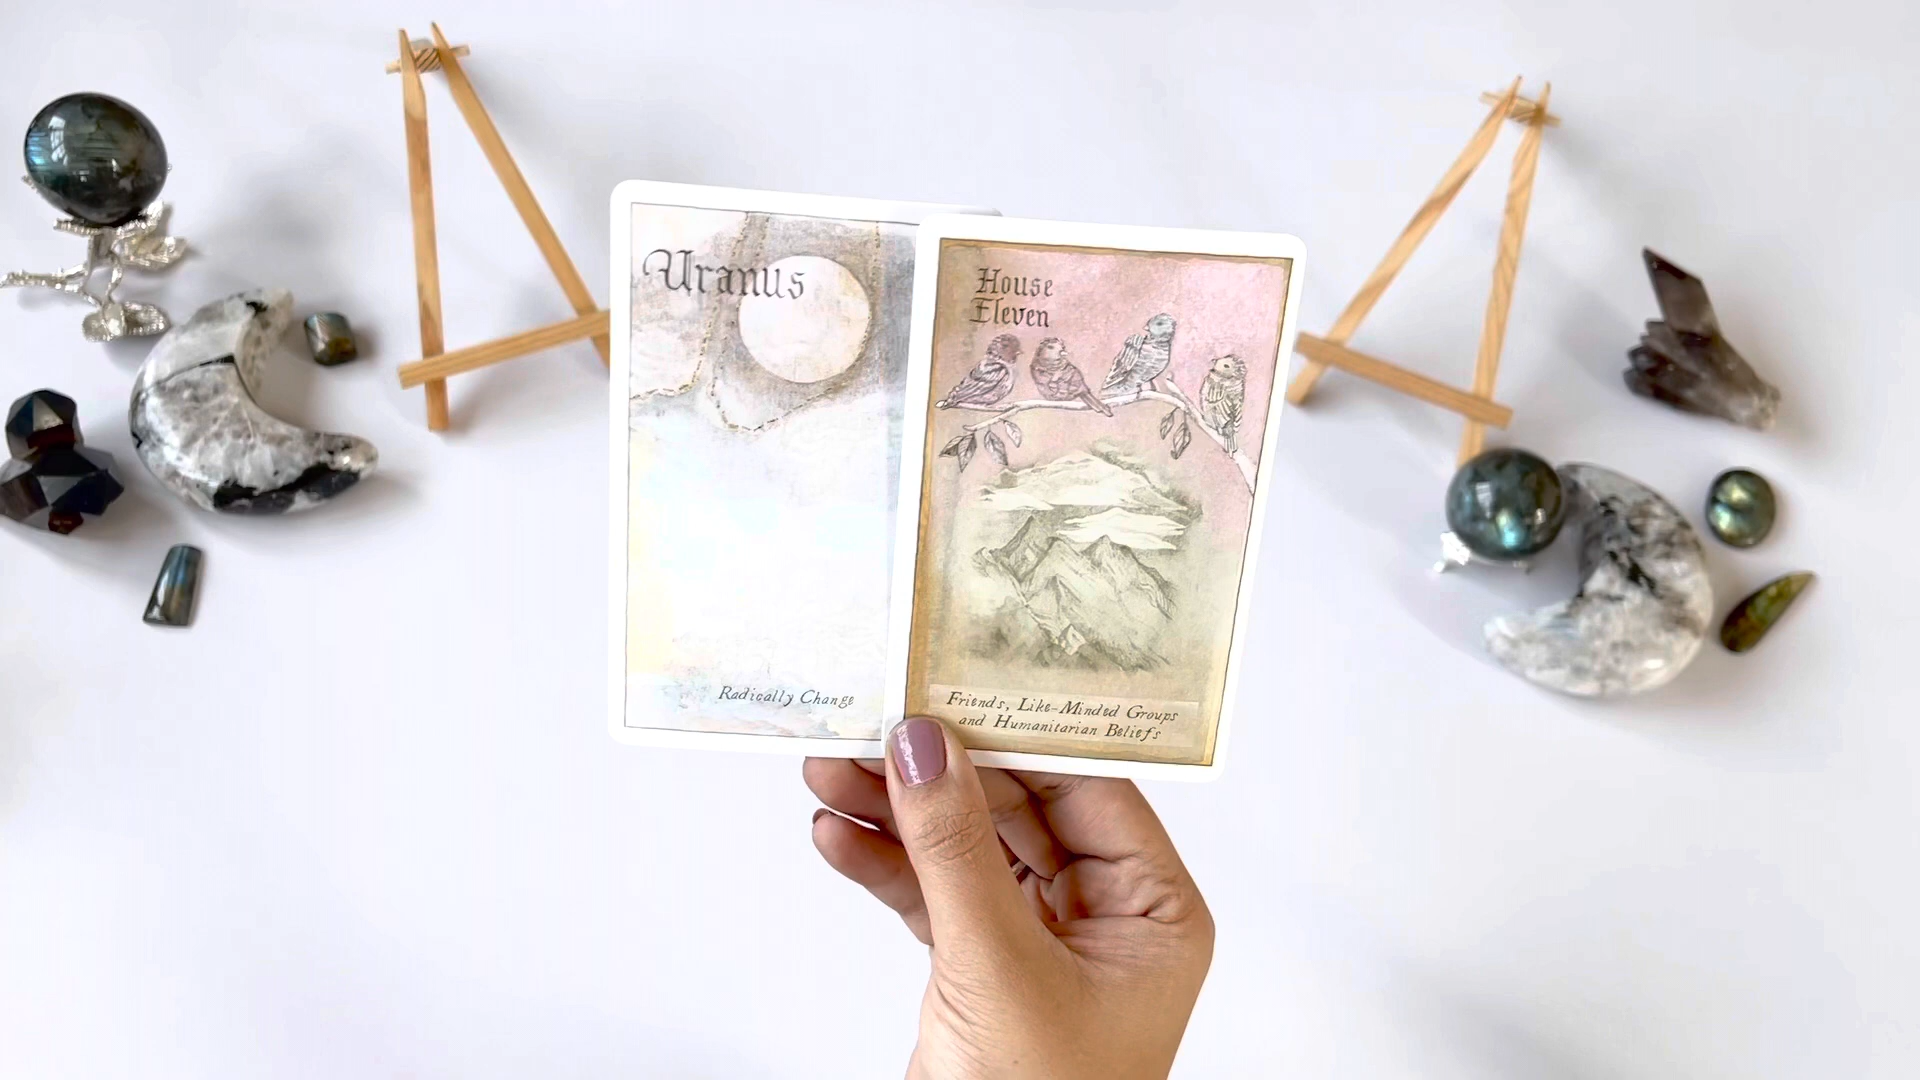 Uranus
Radically Change
House
Eleven
Friends, Like-Minded Groups
and Humanitarian Beliefs